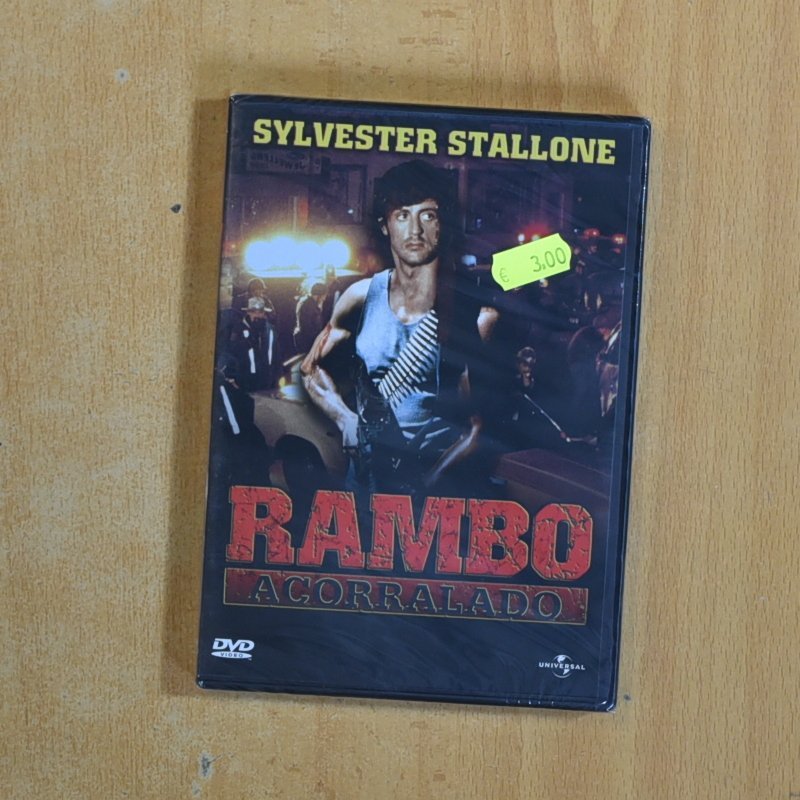 SYLVESTER STALLONE
€ 3.00
RAMBO
ACORRALADO
DVD
VIDEO
UNIVERSAL